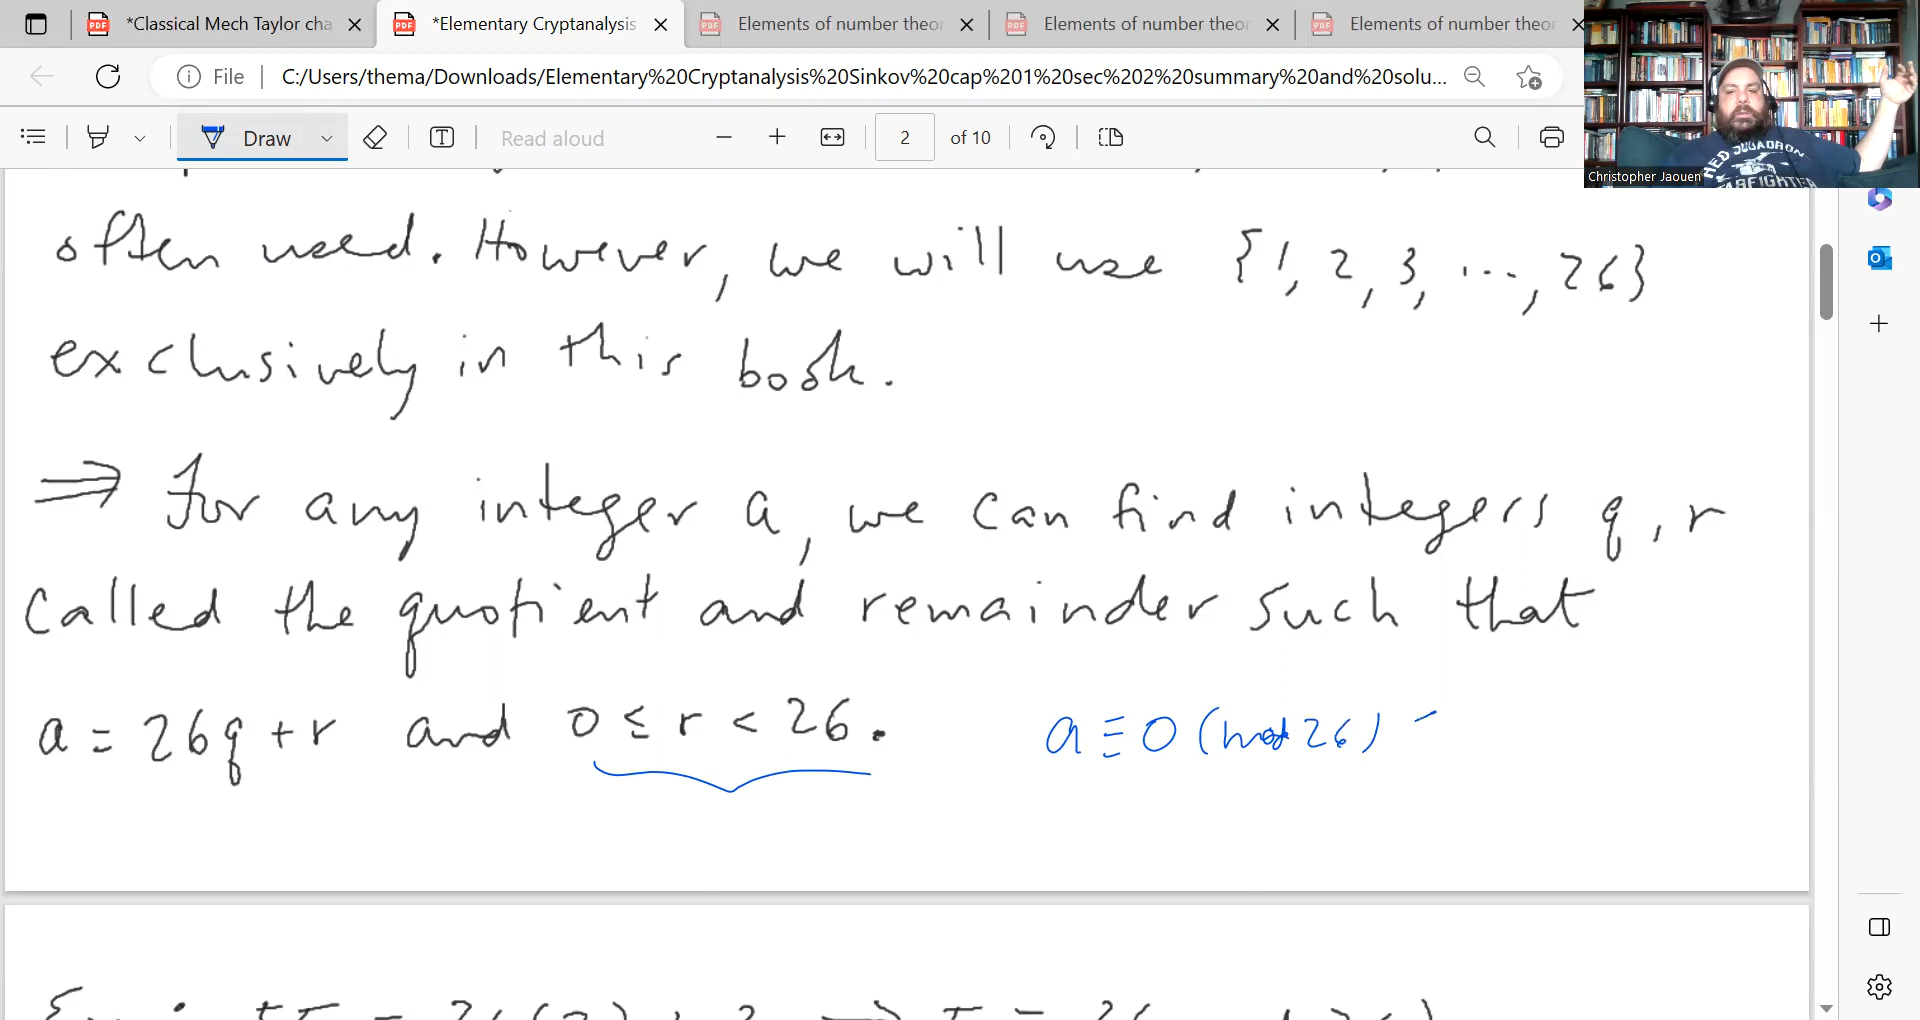 *Classical Mech Taylor cha
*Elementary Cryptanalysis
Elements of number theor
Elements of number theor
Elements of number theor
File
C:/Users/thema/Downloads/Elementary%20Cryptanalysis%20Sinkov%20cap%201%20sec%202%20summary%20and%20solu...
Draw
Read aloud
2
of 10
Christopher Jaouen
RED SQUADRON
often used. However, we will use {1, 2, 3, ..., 26}
exclusively in this book.
⇒ For any integer a, we can find integers q, r
called the quotient and remainder such that
a = 26q + r and 0 ≤ r < 26.
a ≡ 0 (mod 26)